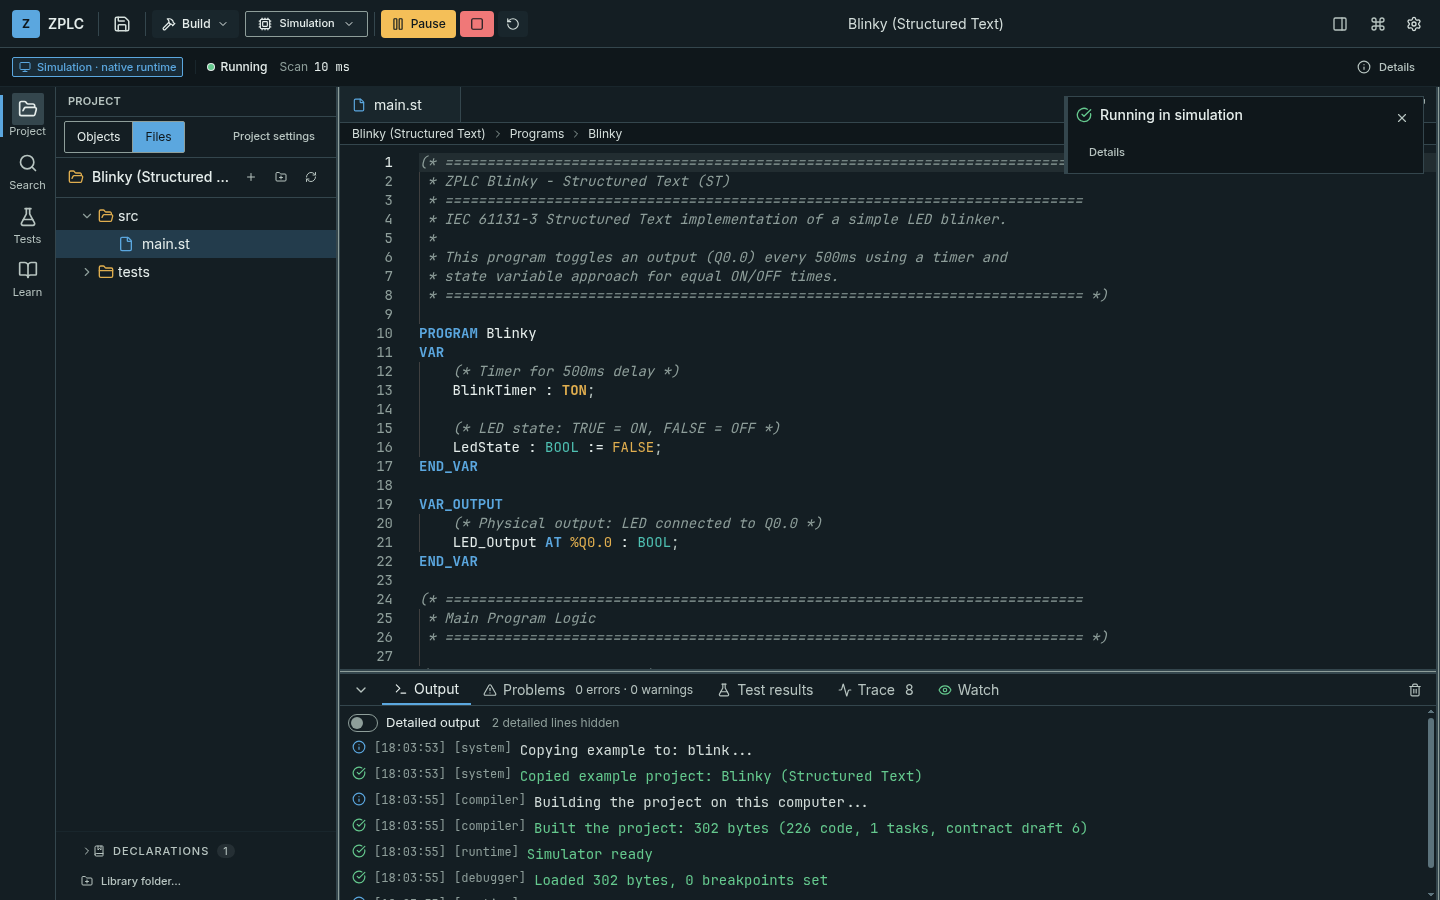 Z ZPLC Build Simulation Pause Blinky (Structured Text)
Simulation · native runtime Running Scan 10 ms Details
Project
Search
Tests
Learn
PROJECT
Objects Files Project settings
Blinky (Structured ...
src
main.st
tests
DECLARATIONS 1
Library folder...
main.st
Blinky (Structured Text) > Programs > Blinky
Running in simulation
Details
1 (* ============================================================================
2 * ZPLC Blinky - Structured Text (ST)
3 * ============================================================================
4 * IEC 61131-3 Structured Text implementation of a simple LED blinker.
5 *
6 * This program toggles an output (Q0.0) every 500ms using a timer and
7 * state variable approach for equal ON/OFF times.
8 * ============================================================================ *)
9
10 PROGRAM Blinky
11 VAR
12 (* Timer for 500ms delay *)
13 BlinkTimer : TON;
14
15 (* LED state: TRUE = ON, FALSE = OFF *)
16 LedState : BOOL := FALSE;
17 END_VAR
18
19 VAR_OUTPUT
20 (* Physical output: LED connected to Q0.0 *)
21 LED_Output AT %Q0.0 : BOOL;
22 END_VAR
23
24 (* ============================================================================
25 * Main Program Logic
26 * ============================================================================ *)
27
Output Problems 0 errors · 0 warnings Test results Trace 8 Watch
Detailed output 2 detailed lines hidden
[18:03:53] [system] Copying example to: blink...
[18:03:53] [system] Copied example project: Blinky (Structured Text)
[18:03:55] [compiler] Building the project on this computer...
[18:03:55] [compiler] Built the project: 302 bytes (226 code, 1 tasks, contract draft 6)
[18:03:55] [runtime] Simulator ready
[18:03:55] [debugger] Loaded 302 bytes, 0 breakpoints set